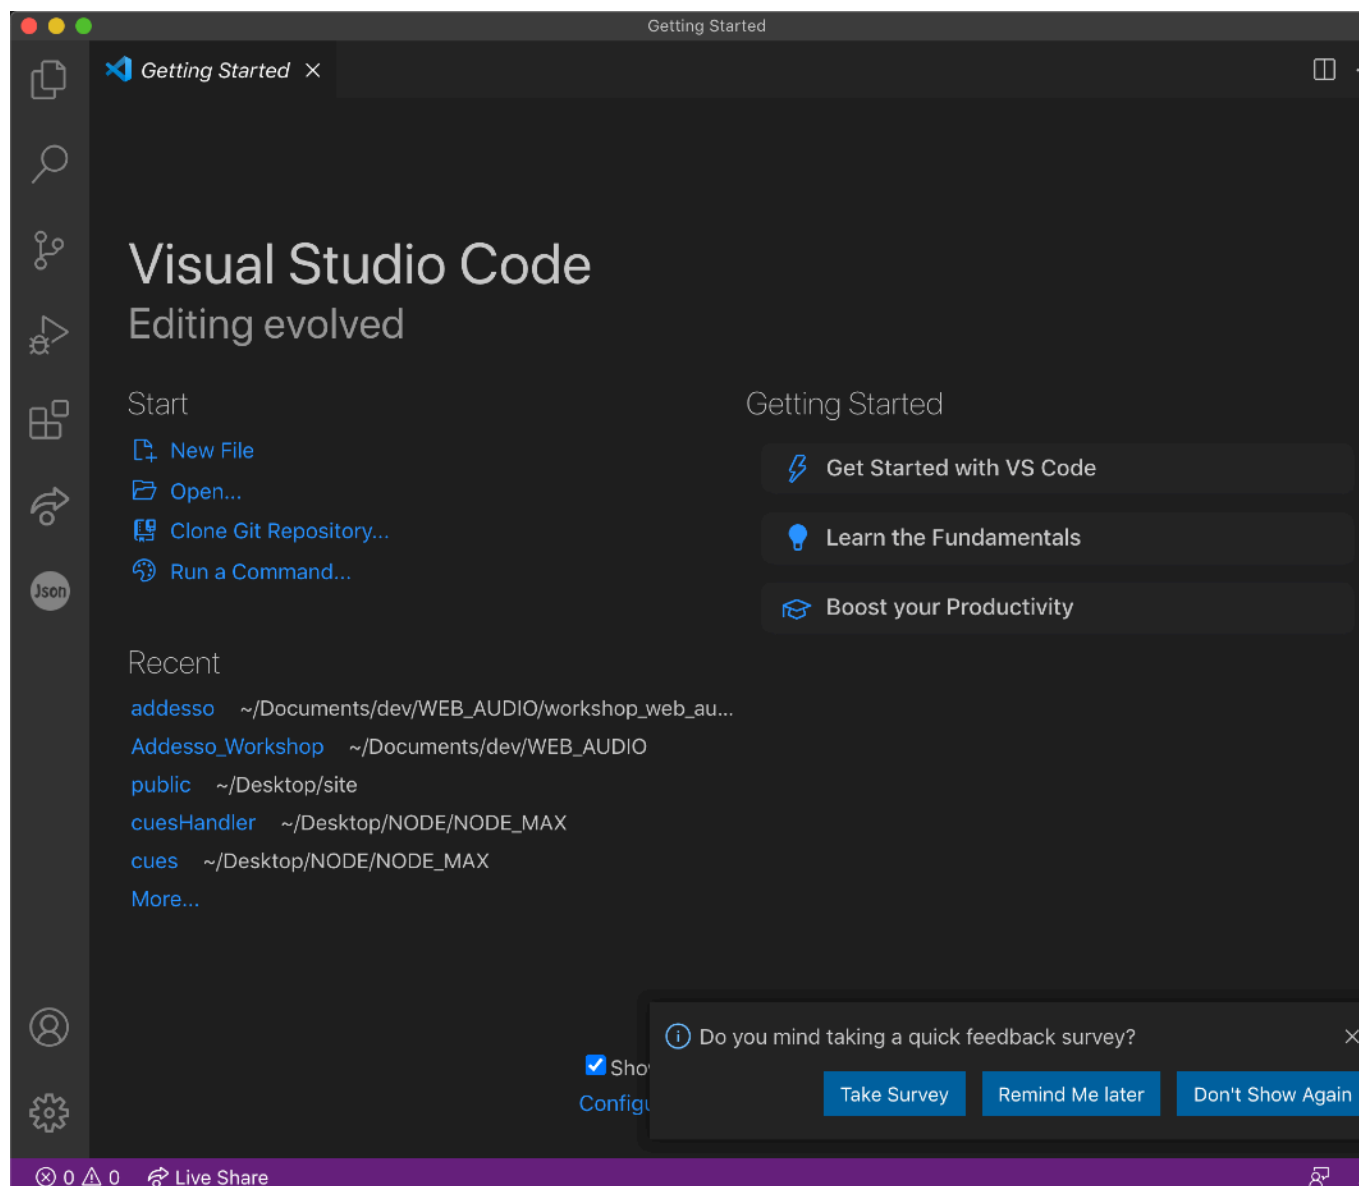 Getting Started
Getting Started
Visual Studio Code
Editing evolved
Start
New File
Open...
Clone Git Repository...
Run a Command...
Getting Started
Get Started with VS Code
Learn the Fundamentals
Boost your Productivity
Json
Recent
addesso ~/Documents/dev/WEB_AUDIO/workshop_web_au...
Addesso_Workshop ~/Documents/dev/WEB_AUDIO
public ~/Desktop/site
cuesHandler ~/Desktop/NODE/NODE_MAX
cues ~/Desktop/NODE/NODE_MAX
More...
Do you mind taking a quick feedback survey?
Take Survey Remind Me later Don't Show Again
0 0 Live Share